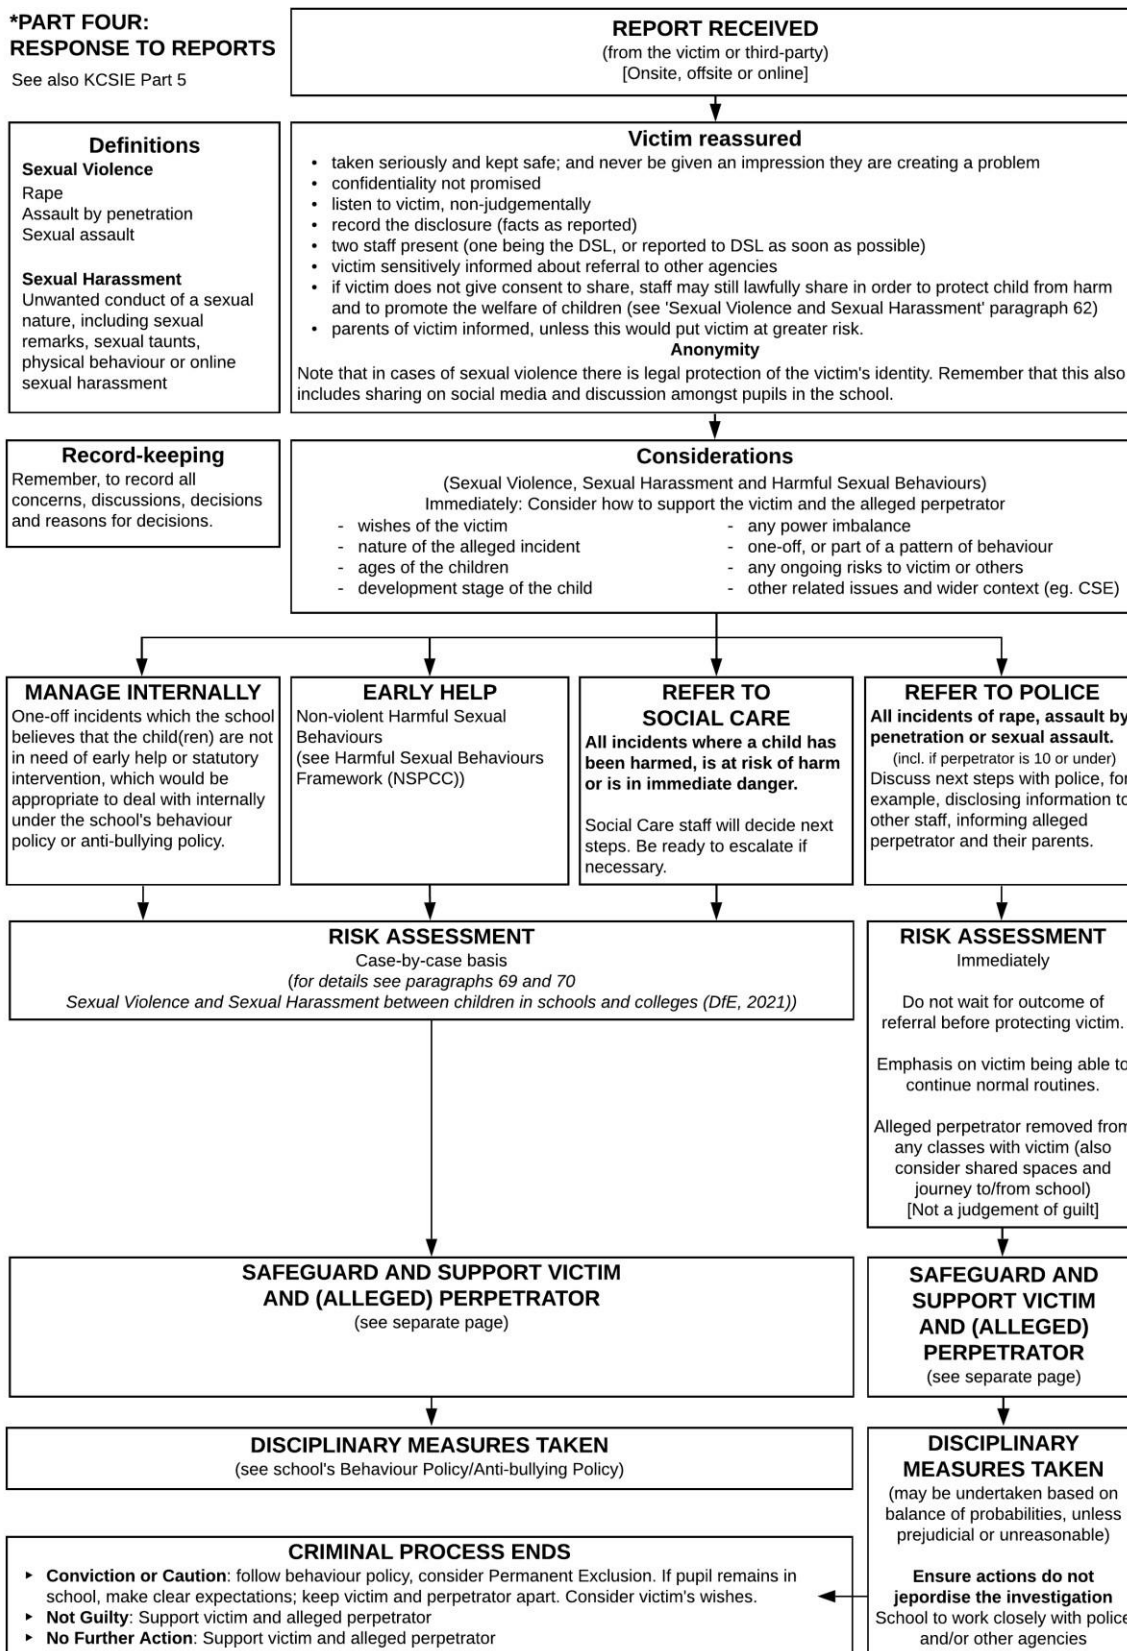 *PART FOUR:
RESPONSE TO REPORTS
See also KCSIE Part 5
REPORT RECEIVED
(from the victim or third-party)
[Onsite, offsite or online]
Definitions
Sexual Violence
Rape
Assault by penetration
Sexual assault
Sexual Harassment
Unwanted conduct of a sexual
nature, including sexual
remarks, sexual taunts,
physical behaviour or online
sexual harassment
Victim reassured
• taken seriously and kept safe; and never be given an impression they are creating a problem
• confidentiality not promised
• listen to victim, non-judgementally
• record the disclosure (facts as reported)
• two staff present (one being the DSL, or reported to DSL as soon as possible)
• victim sensitively informed about referral to other agencies
• if victim does not give consent to share, staff may still lawfully share in order to protect child from harm
and to promote the welfare of children (see 'Sexual Violence and Sexual Harassment' paragraph 62)
• parents of victim informed, unless this would put victim at greater risk.
Anonymity
Note that in cases of sexual violence there is legal protection of the victim's identity. Remember that this also
includes sharing on social media and discussion amongst pupils in the school.
Record-keeping
Remember, to record all
concerns, discussions, decisions
and reasons for decisions.
Considerations
(Sexual Violence, Sexual Harassment and Harmful Sexual Behaviours)
Immediately: Consider how to support the victim and the alleged perpetrator
- wishes of the victim
- nature of the alleged incident
- ages of the children
- development stage of the child
- any power imbalance
- one-off, or part of a pattern of behaviour
- any ongoing risks to victim or others
- other related issues and wider context (eg. CSE)
MANAGE INTERNALLY
One-off incidents which the school
believes that the child(ren) are not
in need of early help or statutory
intervention, which would be
appropriate to deal with internally
under the school's behaviour
policy or anti-bullying policy.
EARLY HELP
Non-violent Harmful Sexual
Behaviours
(see Harmful Sexual Behaviours
Framework (NSPCC))
REFER TO
SOCIAL CARE
All incidents where a child has
been harmed, is at risk of harm
or is in immediate danger.
Social Care staff will decide next
steps. Be ready to escalate if
necessary.
REFER TO POLICE
All incidents of rape, assault by
penetration or sexual assault.
(incl. if perpetrator is 10 or under)
Discuss next steps with police, for
example, disclosing information to
other staff, informing alleged
perpetrator and their parents.
RISK ASSESSMENT
Case-by-case basis
(for details see paragraphs 69 and 70
Sexual Violence and Sexual Harassment between children in schools and colleges (DfE, 2021))
RISK ASSESSMENT
Immediately
Do not wait for outcome of
referral before protecting victim.
Emphasis on victim being able to
continue normal routines.
Alleged perpetrator removed from
any classes with victim (also
consider shared spaces and
journey to/from school)
[Not a judgement of guilt]
SAFEGUARD AND SUPPORT VICTIM
AND (ALLEGED) PERPETRATOR
(see separate page)
SAFEGUARD AND
SUPPORT VICTIM
AND (ALLEGED)
PERPETRATOR
(see separate page)
DISCIPLINARY MEASURES TAKEN
(see school's Behaviour Policy/Anti-bullying Policy)
DISCIPLINARY
MEASURES TAKEN
(may be undertaken based on
balance of probabilities, unless
prejudicial or unreasonable)
Ensure actions do not
jepordise the investigation
School to work closely with police
and/or other agencies
CRIMINAL PROCESS ENDS
‣ Conviction or Caution: follow behaviour policy, consider Permanent Exclusion. If pupil remains in
school, make clear expectations; keep victim and perpetrator apart. Consider victim's wishes.
‣ Not Guilty: Support victim and alleged perpetrator
‣ No Further Action: Support victim and alleged perpetrator